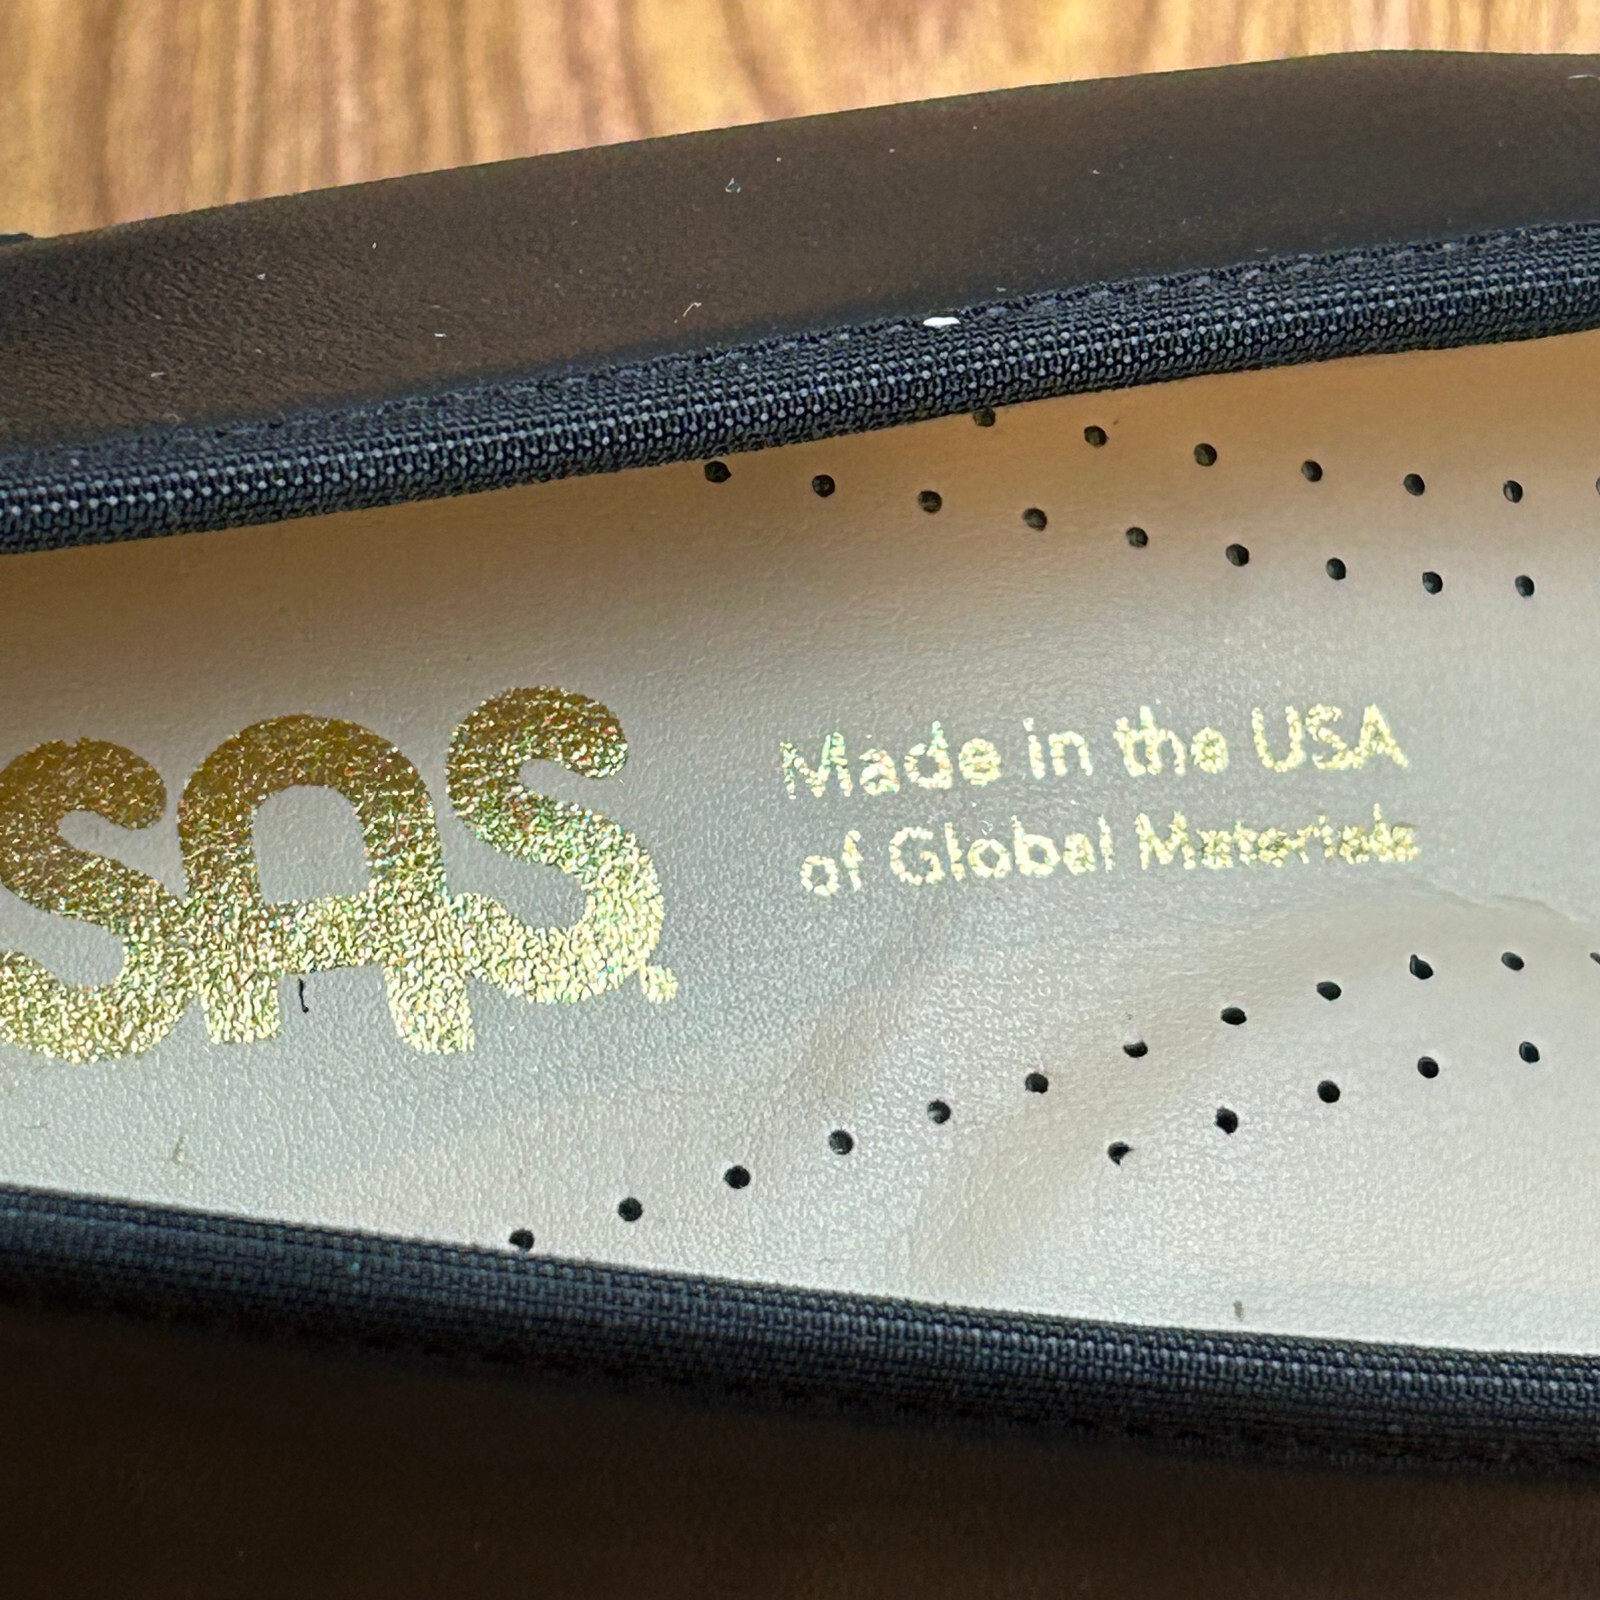 SAS
Made in the USA
of Global Materials